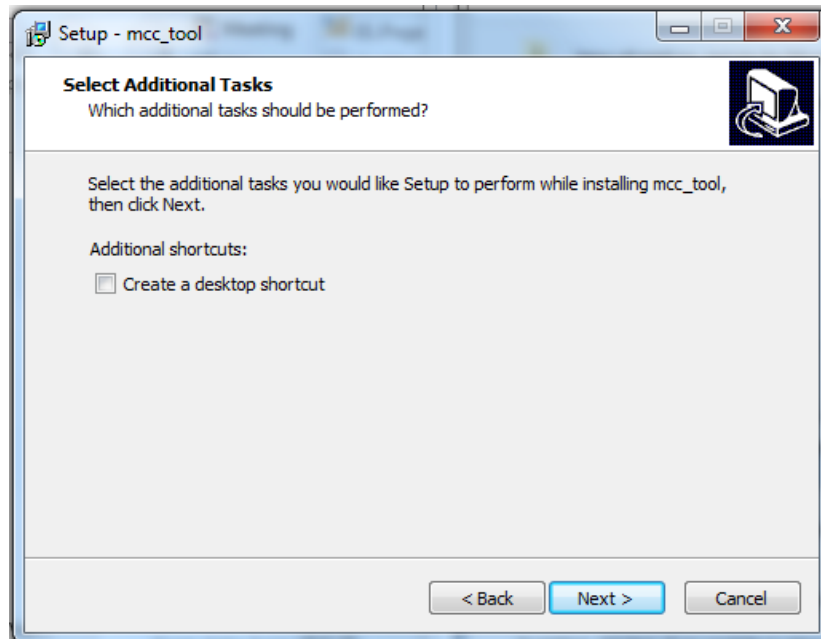 Setup - mcc_tool
Select Additional Tasks
Which additional tasks should be performed?
Select the additional tasks you would like Setup to perform while installing mcc_tool,
then click Next.
Additional shortcuts:
Create a desktop shortcut
< Back
Next >
Cancel